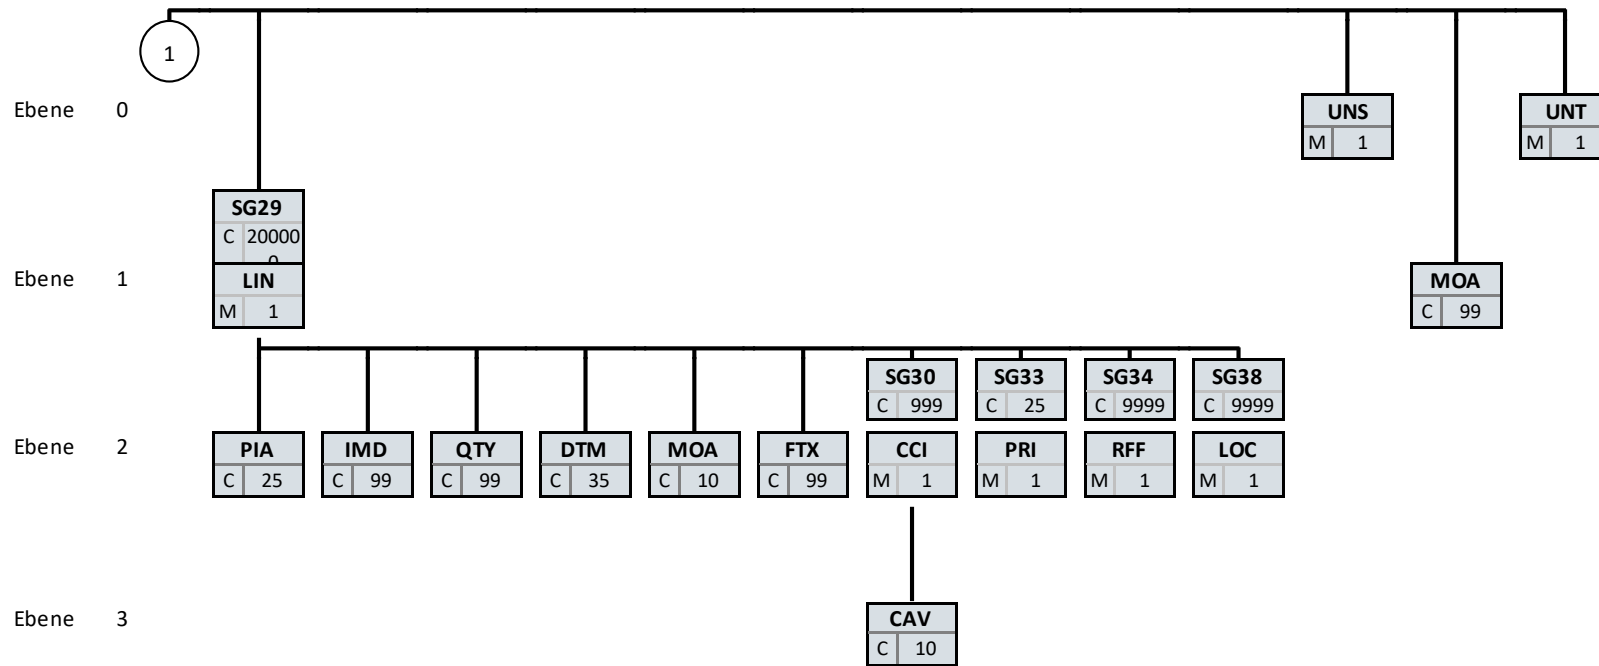 1
Ebene 0
UNS
UNT
M 1
M 1
SG29
C 20000
0
Ebene 1
LIN
MOA
M 1
C 99
SG30
SG33
SG34
SG38
C 999
C 25
C 9999
C 9999
Ebene 2
PIA
IMD
QTY
DTM
MOA
FTX
CCI
PRI
RFF
LOC
C 25
C 99
C 99
C 35
C 10
C 99
M 1
M 1
M 1
M 1
Ebene 3
CAV
C 10